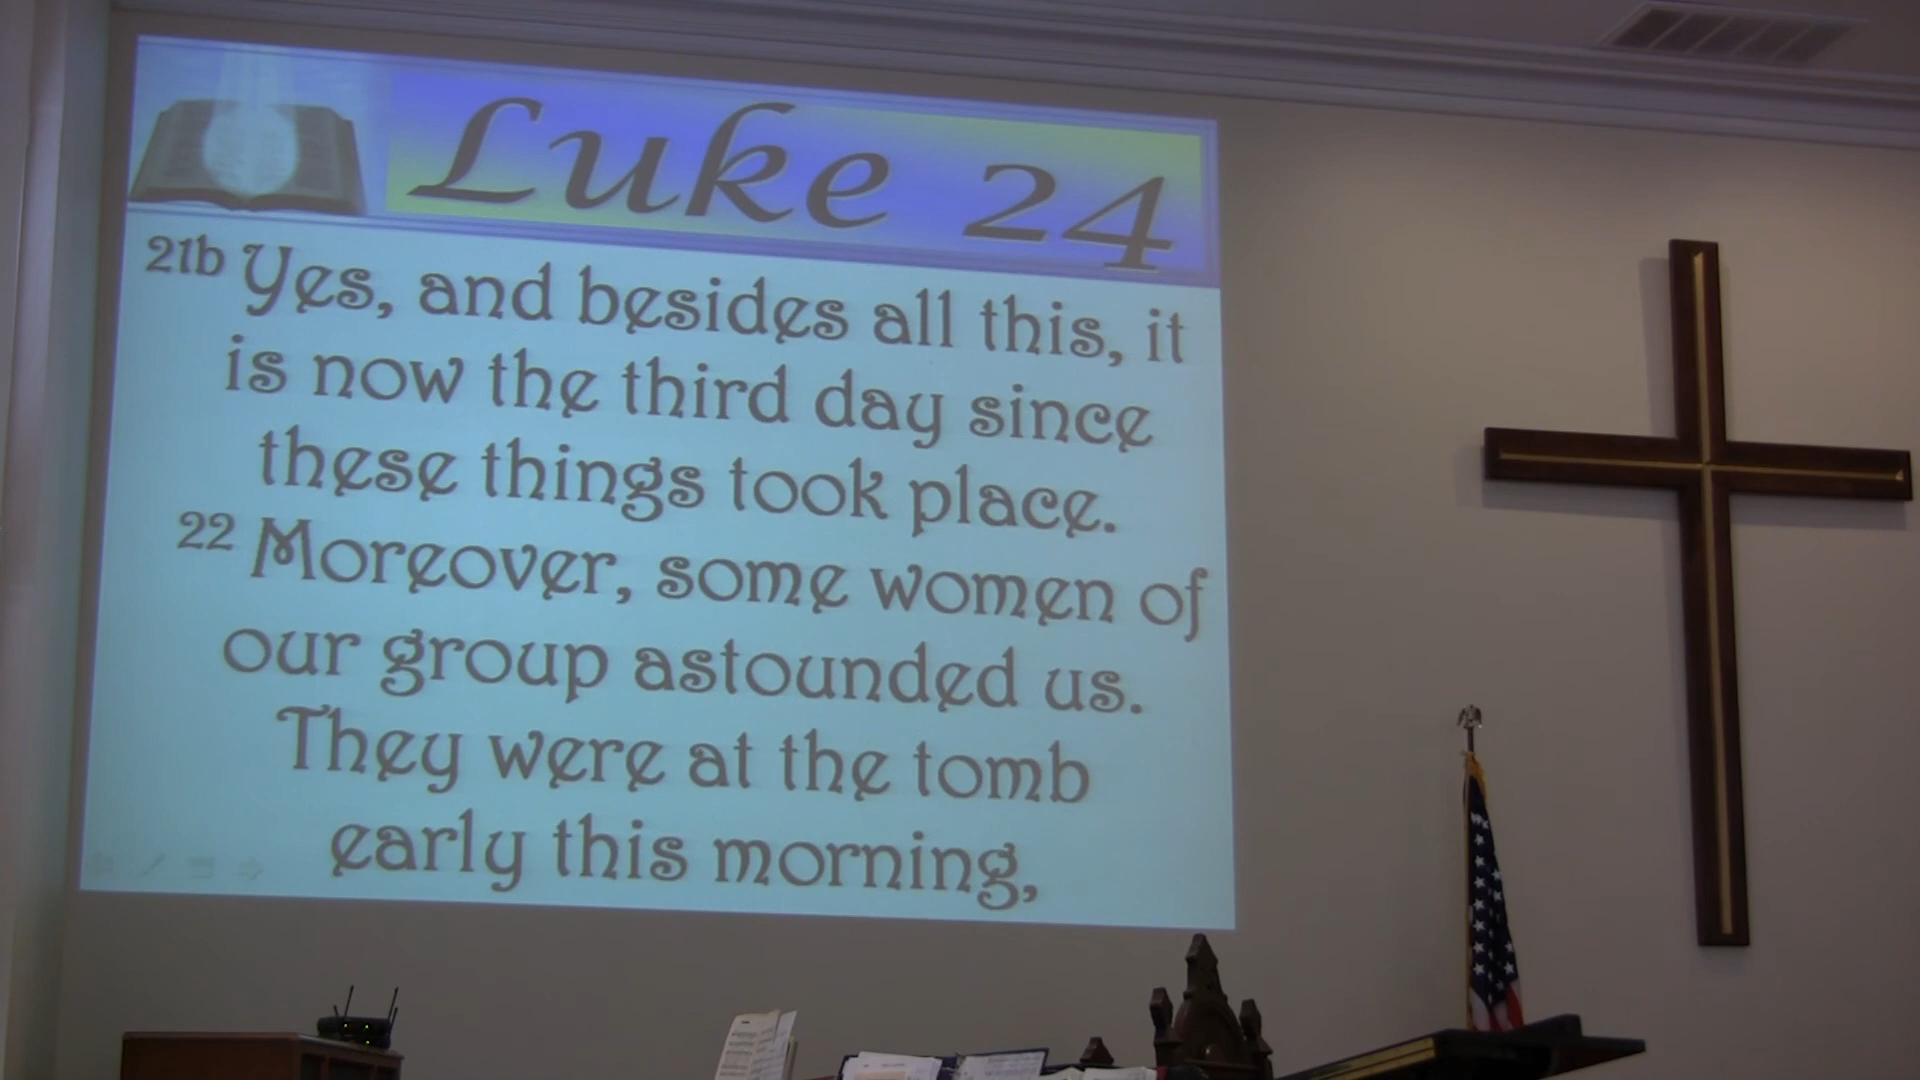 Luke 24
21b Yes, and besides all this, it
is now the third day since
these things took place.
22 Moreover, some women of
our group astounded us.
They were at the tomb
early this morning,